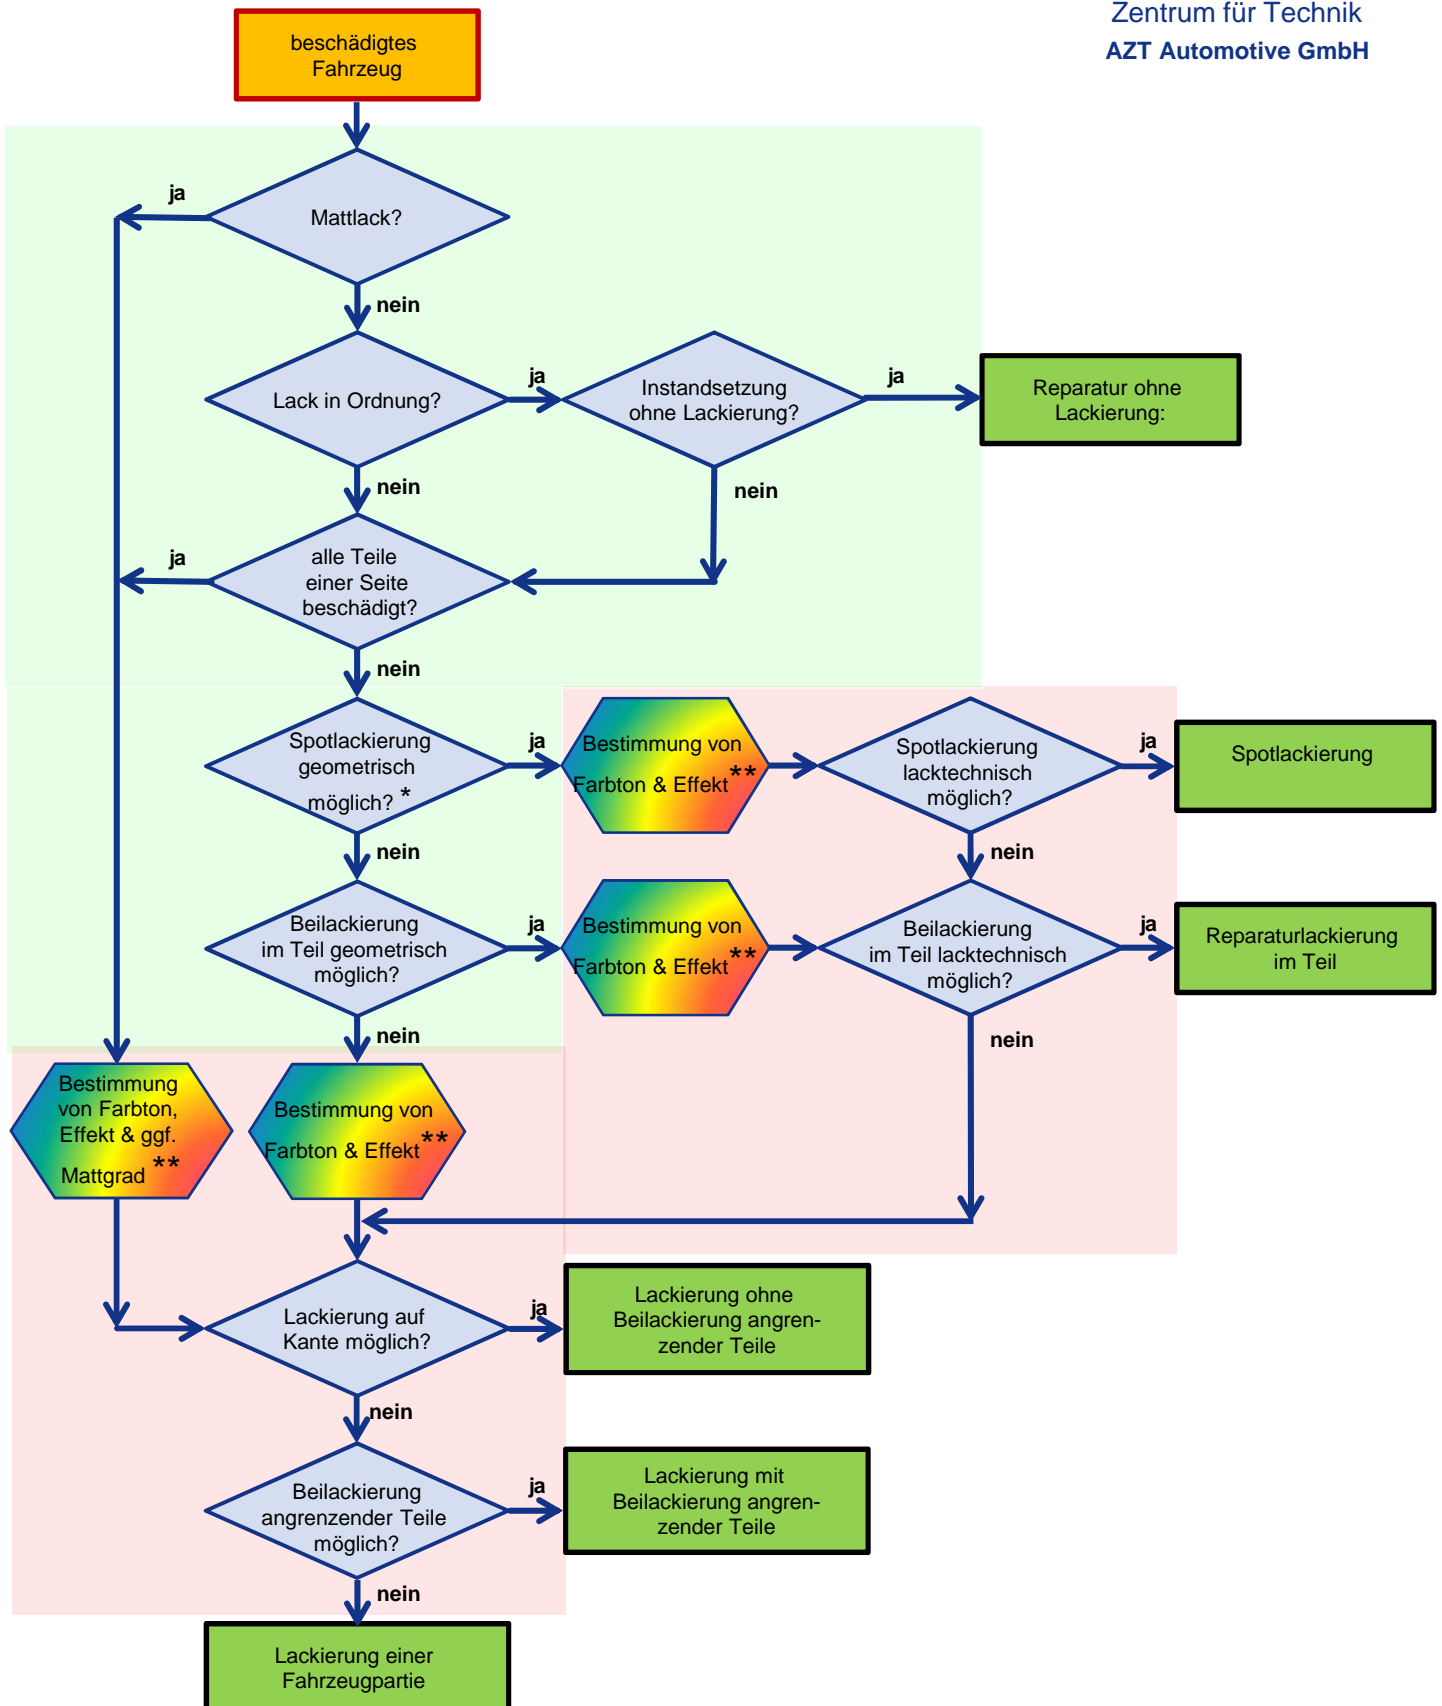 Zentrum für Technik
AZT Automotive GmbH
beschädigtes
Fahrzeug
ja
Mattlack?
nein
Lack in Ordnung?
ja
Instandsetzung
ohne Lackierung?
ja
Reparatur ohne
Lackierung:
nein
nein
ja
alle Teile
einer Seite
beschädigt?
nein
Spotlackierung
geometrisch
möglich? *
ja
Bestimmung von
Farbton & Effekt **
Spotlackierung
lacktechnisch
möglich?
ja
Spotlackierung
nein
nein
Beilackierung
im Teil geometrisch
möglich?
ja
Bestimmung von
Farbton & Effekt **
Beilackierung
im Teil lacktechnisch
möglich?
ja
Reparaturlackierung
im Teil
nein
nein
Bestimmung
von Farbton,
Effekt & ggf.
Mattgrad **
Bestimmung von
Farbton & Effekt **
Lackierung auf
Kante möglich?
ja
Lackierung ohne
Beilackierung angren-
zender Teile
nein
Beilackierung
angrenzender Teile
möglich?
ja
Lackierung mit
Beilackierung angren-
zender Teile
nein
Lackierung einer
Fahrzeugpartie